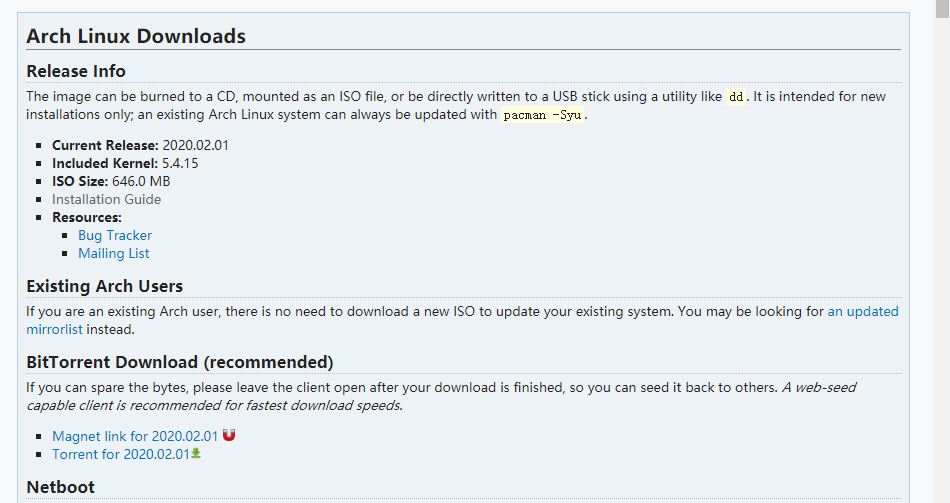 Arch Linux Downloads
Release Info
The image can be burned to a CD, mounted as an ISO file, or be directly written to a USB stick using a utility like dd. It is intended for new
installations only; an existing Arch Linux system can always be updated with pacman -Syu.
Current Release: 2020.02.01
Included Kernel: 5.4.15
ISO Size: 646.0 MB
Installation Guide
Resources:
Bug Tracker
Mailing List
Existing Arch Users
If you are an existing Arch user, there is no need to download a new ISO to update your existing system. You may be looking for an updated
mirrorlist instead.
BitTorrent Download (recommended)
If you can spare the bytes, please leave the client open after your download is finished, so you can seed it back to others. A web-seed
capable client is recommended for fastest download speeds.
Magnet link for 2020.02.01
Torrent for 2020.02.01
Netboot